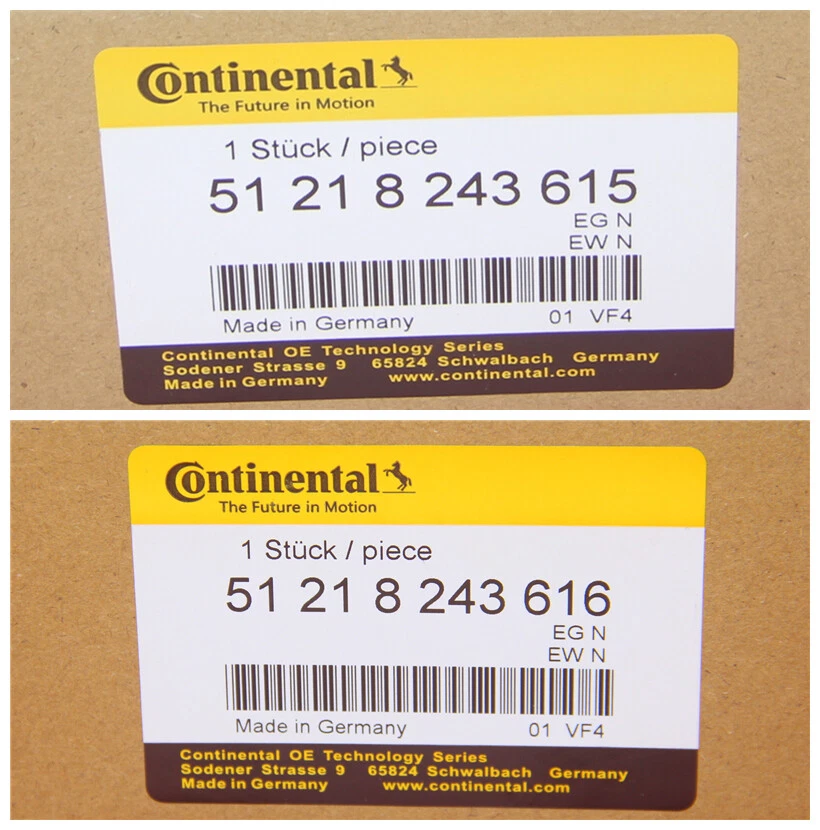 Continental
The Future in Motion
1 Stück / piece
51 21 8 243 615
EG N
EW N
Made in Germany 01 VF4
Continental OE Technology Series
Sodener Strasse 9 65824 Schwalbach Germany
Made in Germany www.continental.com
Continental
The Future in Motion
1 Stück / piece
51 21 8 243 616
EG N
EW N
Made in Germany 01 VF4
Continental OE Technology Series
Sodener Strasse 9 65824 Schwalbach Germany
Made in Germany www.continental.com